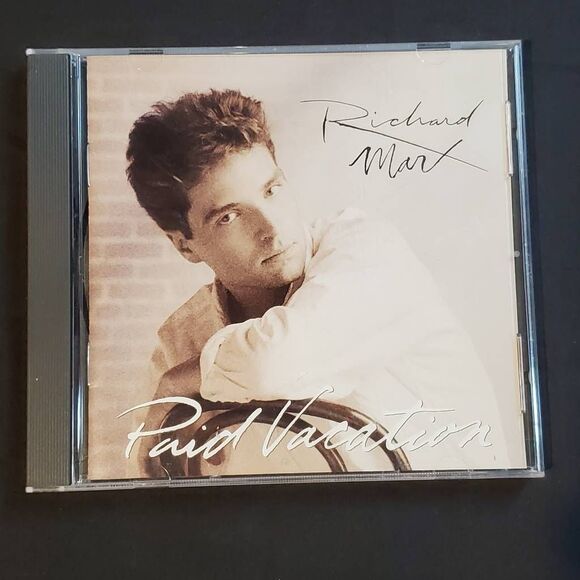 Richard
Marx
Paid Vacation